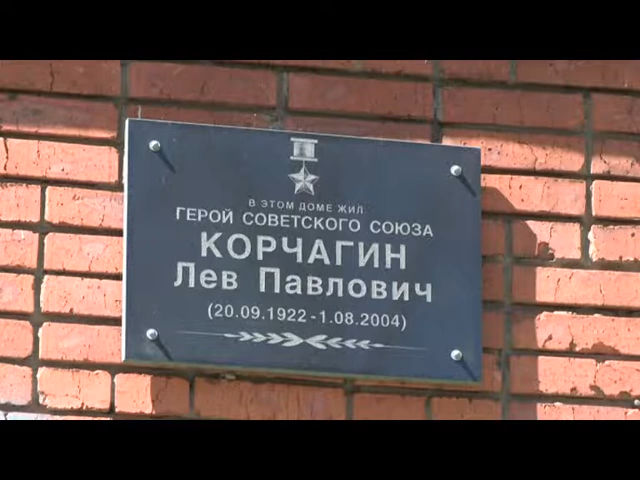 В ЭТОМ ДОМЕ ЖИЛ
ГЕРОЙ СОВЕТСКОГО СОЮЗА
КОРЧАГИН
Лев Павлович
(20.09.1922 - 1.08.2004)